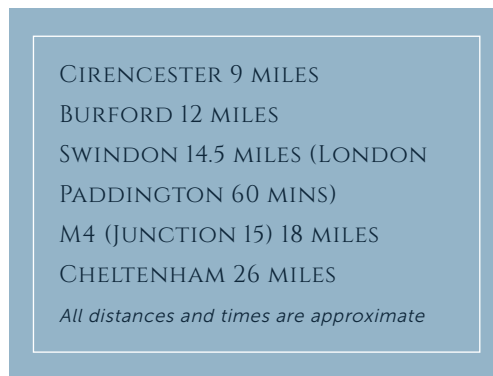 Cirencester 9 miles
Burford 12 miles
Swindon 14.5 miles (London
Paddington 60 mins)
M4 (Junction 15) 18 miles
Cheltenham 26 miles
All distances and times are approximate